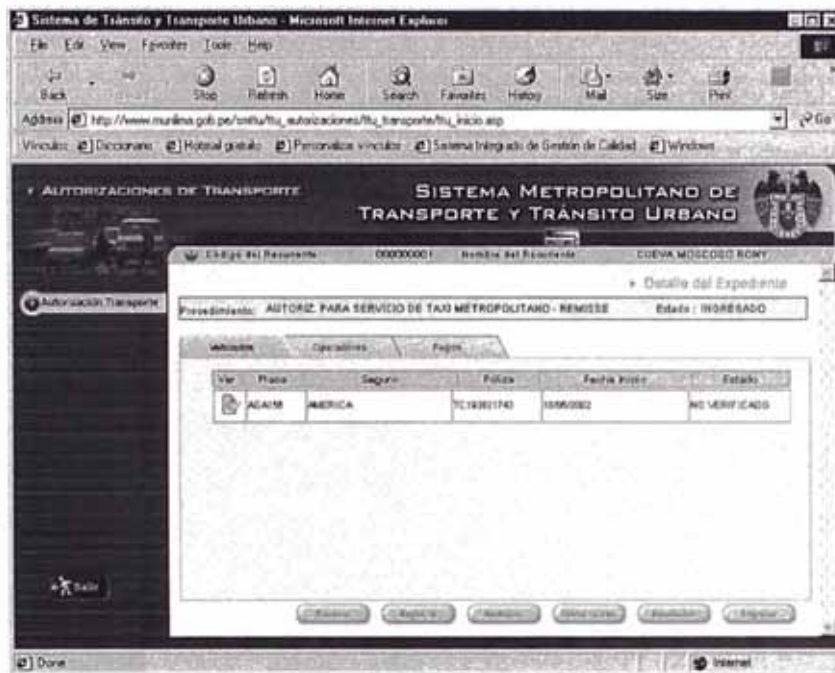 Sistema de Tránsito y Transporte Urbano - Microsoft Internet Explorer
File Edit View Favorites Tools Help
Back Stop Refresh Home Search Favorites History Mail Size Print
Address http://www.munlima.gob.pe/smttu/ttu_autorizaciones/ttu_transporte/ttu_inicio.asp Go
Vínculos Diccionario Hotmail gratuito Personalizar vínculos Sistema Integrado de Gestión de Calidad Windows
AUTORIZACIONES DE TRANSPORTE
SISTEMA METROPOLITANO DE
TRANSPORTE Y TRÁNSITO URBANO
Código del Recurrente 000000001 Nombre del Recurrente CUEVA MOSCOSO ROMY
Detalle del Expediente
Autorización Transporte
Procedimiento: AUTORIZ. PARA SERVICIO DE TAXI METROPOLITANO - REMISSE Estado : INGRESADO
Vehículos Operadores Pagos
Ver Placa Seguro Póliza Fecha Inicio Estado
AMERICA NO VERIFICADO
Salir
Done Internet